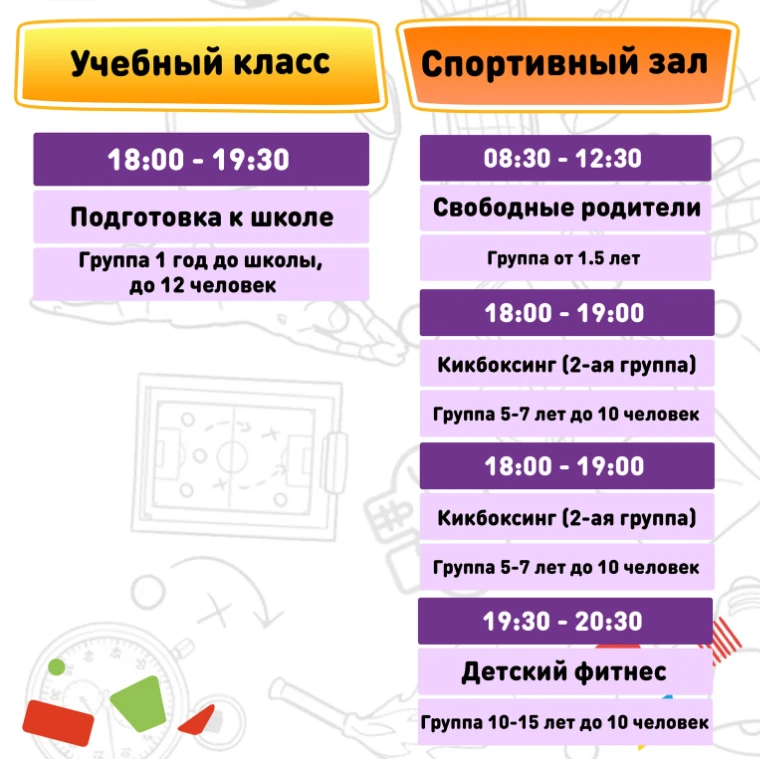 Учебный класс
18:00 - 19:30
Подготовка к школе
Группа 1 год до школы,
до 12 человек
Спортивный зал
08:30 - 12:30
Свободные родители
Группа от 1.5 лет
18:00 - 19:00
Кикбоксинг (2-ая группа)
Группа 5-7 лет до 10 человек
18:00 - 19:00
Кикбоксинг (2-ая группа)
Группа 5-7 лет до 10 человек
19:30 - 20:30
Детский фитнес
Группа 10-15 лет до 10 человек